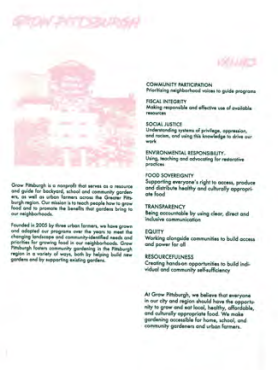 GROW PITTSBURGH
Grow Pittsburgh is a nonprofit that serves as a resource
and guide for backyard, school and community garden-
ers, as well as urban farmers across the Greater Pitts-
burgh region. Our mission is to teach people how to grow
food and to promote the benefits that gardens bring to
our neighborhoods.
Founded in 2005 by three urban farmers, we have grown
and adapted our programs over the years to meet the
changing landscape and community-identified needs and
priorities for growing food in our neighborhoods. Grow
Pittsburgh fosters community gardening in the Pittsburgh
region in a variety of ways, both by helping build new
gardens and by supporting existing gardens.
VALUES
COMMUNITY PARTICIPATION
Prioritizing neighborhood voices to guide programs
FISCAL INTEGRITY
Making responsible and effective use of available
resources
SOCIAL JUSTICE
Understanding systems of privilege, oppression,
and racism, and using this knowledge to drive our
work
ENVIRONMENTAL RESPONSIBILITY.
Using, teaching and advocating for restorative
practices
FOOD SOVEREIGNTY
Supporting everyone's right to access, produce
and distribute healthy and culturally appropri-
ate food
TRANSPARENCY
Being accountable by using clear, direct and
inclusive communication
EQUITY
Working alongside communities to build access
and power for all
RESOURCEFULNESS
Creating hands-on opportunities to build indi-
vidual and community self-sufficiency
At Grow Pittsburgh, we believe that everyone
in our city and region should have the opportu-
nity to grow and eat local, healthy, affordable,
and culturally appropriate food. We make
gardening accessible for home, school, and
community gardeners and urban farmers.